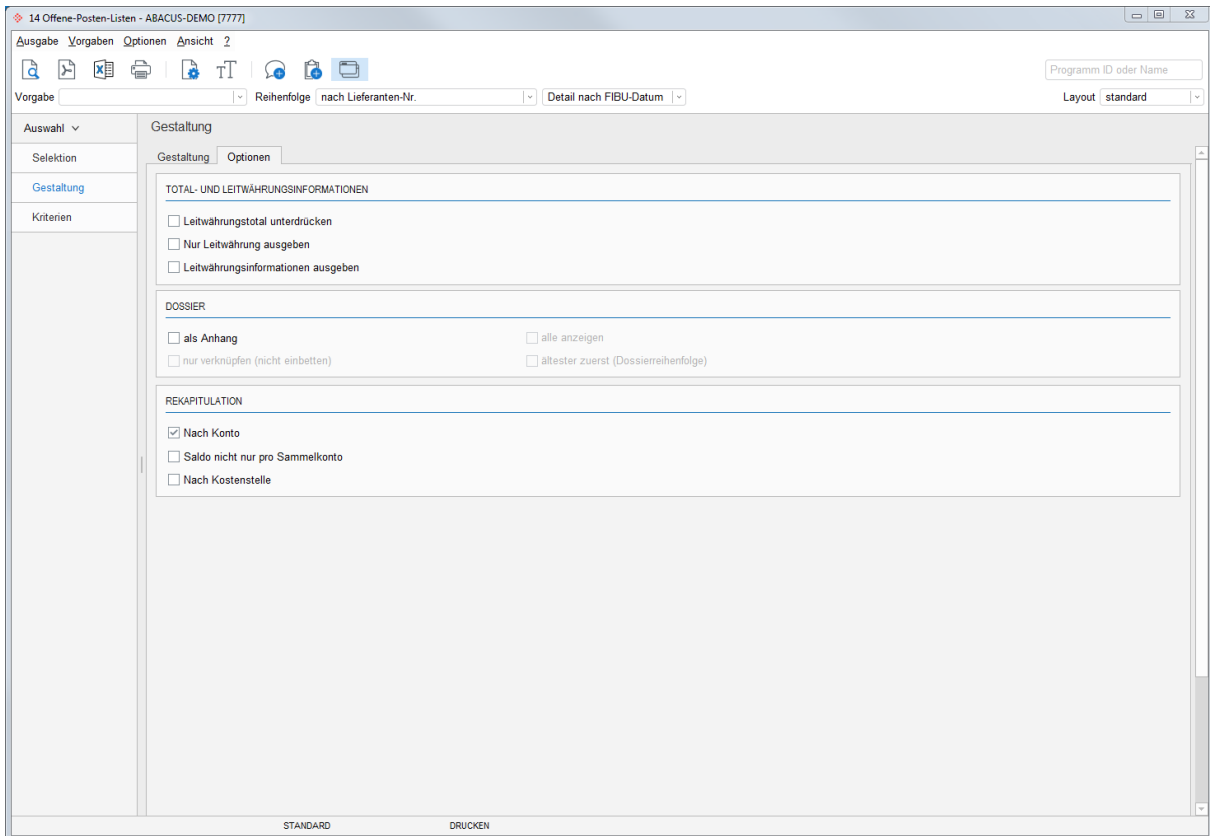 14 Offene-Posten-Listen - ABACUS-DEMO [7777]
Ausgabe Vorgaben Optionen Ansicht ?
Programm ID oder Name
Vorgabe Reihenfolge nach Lieferanten-Nr. Detail nach FIBU-Datum Layout standard
Auswahl
Selektion
Gestaltung
Kriterien
Gestaltung
Gestaltung Optionen
TOTAL- UND LEITWÄHRUNGSINFORMATIONEN
Leitwährungstotal unterdrücken
Nur Leitwährung ausgeben
Leitwährungsinformationen ausgeben
DOSSIER
als Anhang alle anzeigen
nur verknüpfen (nicht einbetten) ältester zuerst (Dossierreihenfolge)
REKAPITULATION
Nach Konto
Saldo nicht nur pro Sammelkonto
Nach Kostenstelle
STANDARD DRUCKEN